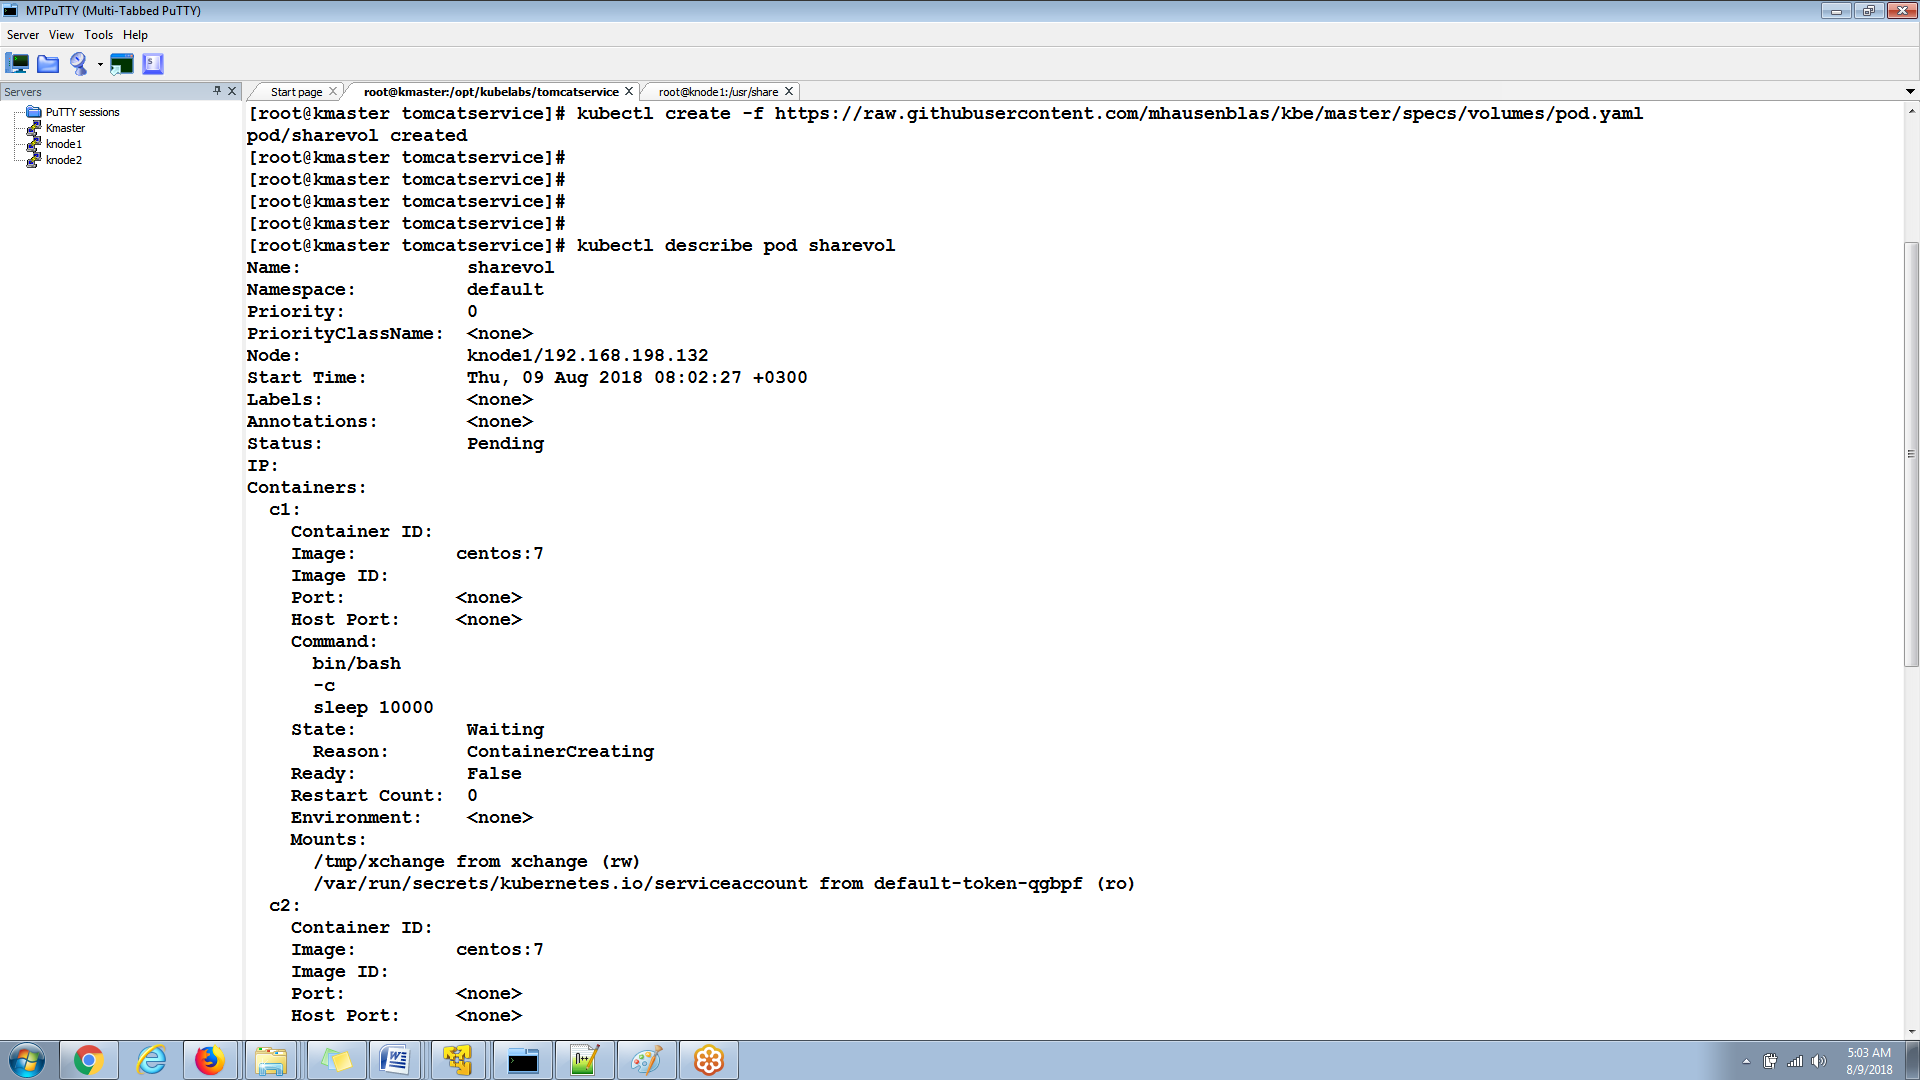 MTPuTTY (Multi-Tabbed PuTTY)
Server View Tools Help
Servers
PuTTY sessions
Kmaster
knode1
knode2
Start page root@kmaster:/opt/kubelabs/tomcatservice root@knode1:/usr/share
[root@kmaster tomcatservice]# kubectl create -f https://raw.githubusercontent.com/mhausenblas/kbe/master/specs/volumes/pod.yaml
pod/sharevol created
[root@kmaster tomcatservice]#
[root@kmaster tomcatservice]#
[root@kmaster tomcatservice]#
[root@kmaster tomcatservice]#
[root@kmaster tomcatservice]# kubectl describe pod sharevol
Name: sharevol
Namespace: default
Priority: 0
PriorityClassName: <none>
Node: knode1/192.168.198.132
Start Time: Thu, 09 Aug 2018 08:02:27 +0300
Labels: <none>
Annotations: <none>
Status: Pending
IP:
Containers:
c1:
Container ID:
Image: centos:7
Image ID:
Port: <none>
Host Port: <none>
Command:
bin/bash
-c
sleep 10000
State: Waiting
Reason: ContainerCreating
Ready: False
Restart Count: 0
Environment: <none>
Mounts:
/tmp/xchange from xchange (rw)
/var/run/secrets/kubernetes.io/serviceaccount from default-token-qgbpf (ro)
c2:
Container ID:
Image: centos:7
Image ID:
Port: <none>
Host Port: <none>
5:03 AM
8/9/2018